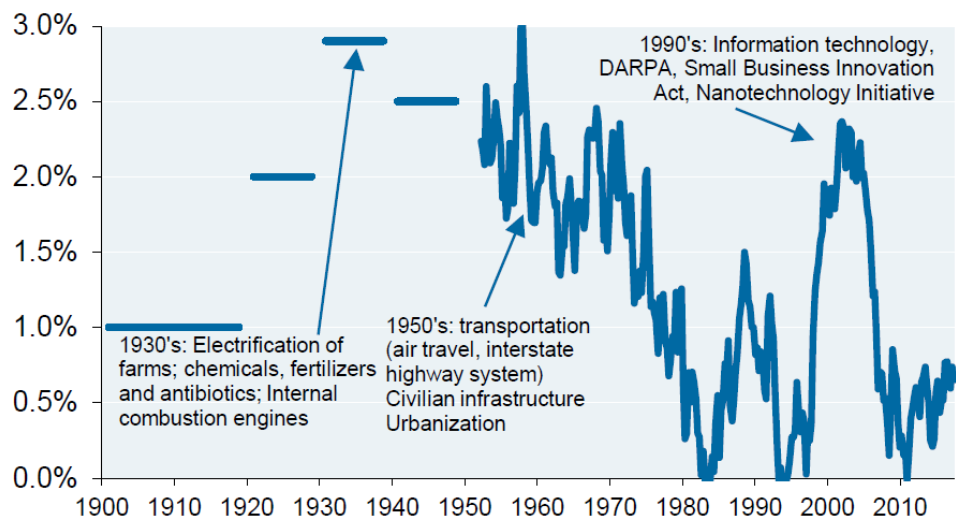 3.0%
2.5%
2.0%
1.5%
1.0%
0.5%
0.0%
1990's: Information technology,
DARPA, Small Business Innovation
Act, Nanotechnology Initiative
1930's: Electrification of
farms; chemicals, fertilizers
and antibiotics; Internal
combustion engines
1950's: transportation
(air travel, interstate
highway system)
Civilian infrastructure
Urbanization
1900 1910 1920 1930 1940 1950 1960 1970 1980 1990 2000 2010